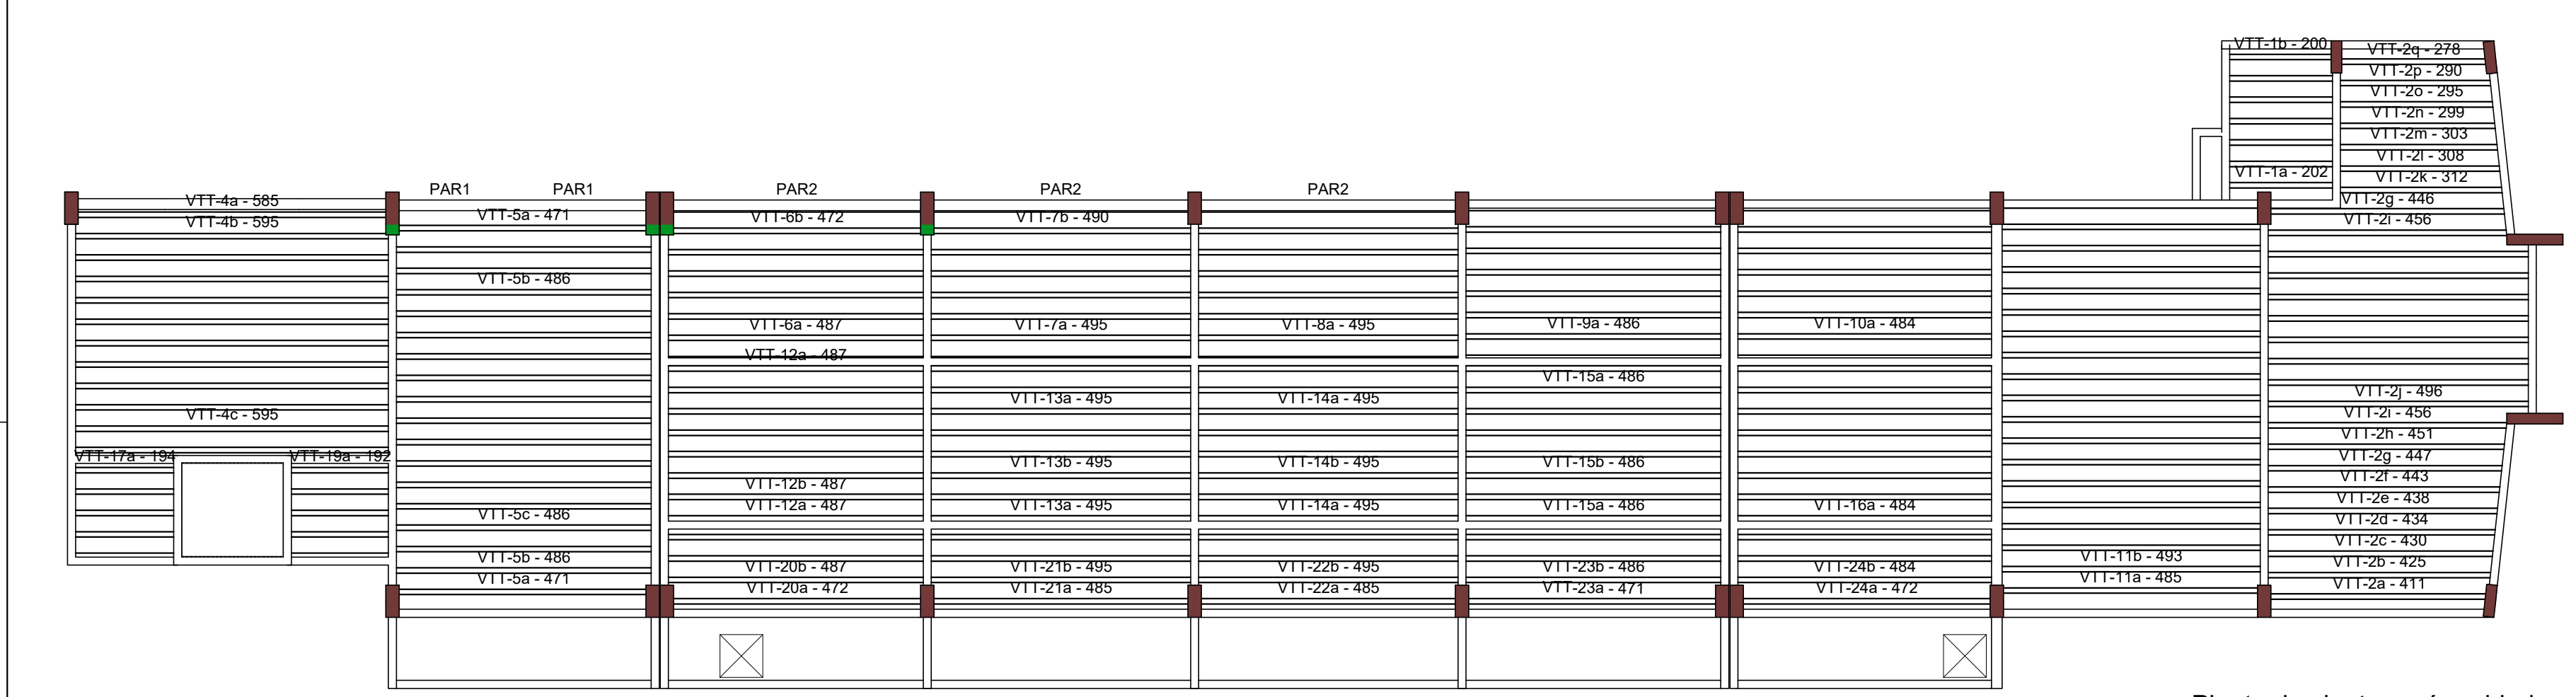 VTT-1b - 200
VTT-2q - 278
VTT-2p - 290
VTT-2o - 295
VTT-2n - 299
VTT-2m - 303
VTT-2l - 308
VTT-1a - 202
VTT-2k - 312
PAR1 PAR1 PAR2 PAR2 PAR2
VTT-4a - 585
VTT-2g - 446
VTT-5a - 471
VTT-6b - 472
VTT-7b - 490
VTT-4b - 595
VTT-2i - 456
VTT-5b - 486
VTT-6a - 487
VTT-7a - 495
VTT-8a - 495
VTT-9a - 486
VTT-10a - 484
VTT-12a - 487
VTT-15a - 486
VTT-2j - 496
VTT-13a - 495
VTT-14a - 495
VTT-4c - 595
VTT-2i - 456
VTT-2h - 451
VTT-17a - 194
VTT-19a - 192
VTT-2g - 447
VTT-13b - 495
VTT-14b - 495
VTT-15b - 486
VTT-2f - 443
VTT-12b - 487
VTT-2e - 438
VTT-12a - 487
VTT-13a - 495
VTT-14a - 495
VTT-15a - 486
VTT-16a - 484
VTT-5c - 486
VTT-2d - 434
VTT-2c - 430
VTT-5b - 486
VTT-11b - 493
VTT-2b - 425
VTT-20b - 487
VTT-21b - 495
VTT-22b - 495
VTT-23b - 486
VTT-24b - 484
VTT-5a - 471
VTT-11a - 485
VTT-2a - 411
VTT-20a - 472
VTT-21a - 485
VTT-22a - 485
VTT-23a - 471
VTT-24a - 472